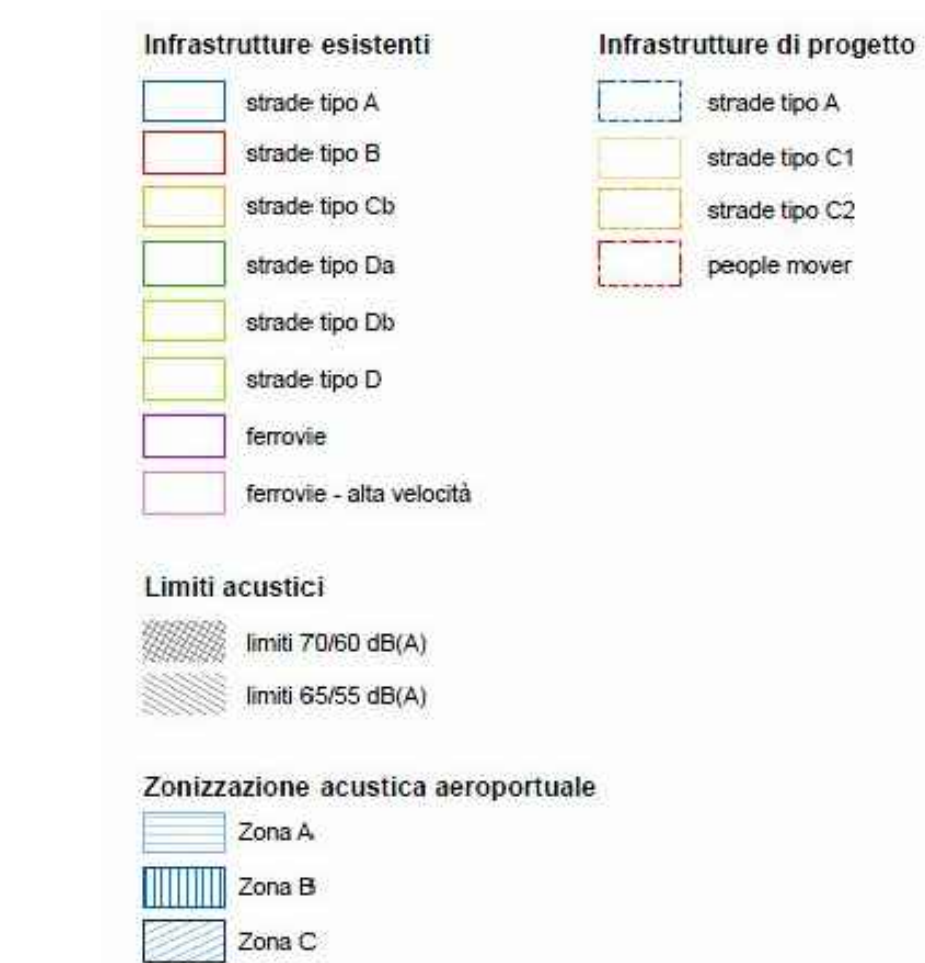 Infrastrutture esistenti
strade tipo A
strade tipo B
strade tipo Cb
strade tipo Da
strade tipo Db
strade tipo D
ferrovie
ferrovie - alta velocità
Infrastrutture di progetto
strade tipo A
strade tipo C1
strade tipo C2
people mover
Limiti acustici
limiti 70/60 dB(A)
limiti 65/55 dB(A)
Zonizzazione acustica aeroportuale
Zona A
Zona B
Zona C